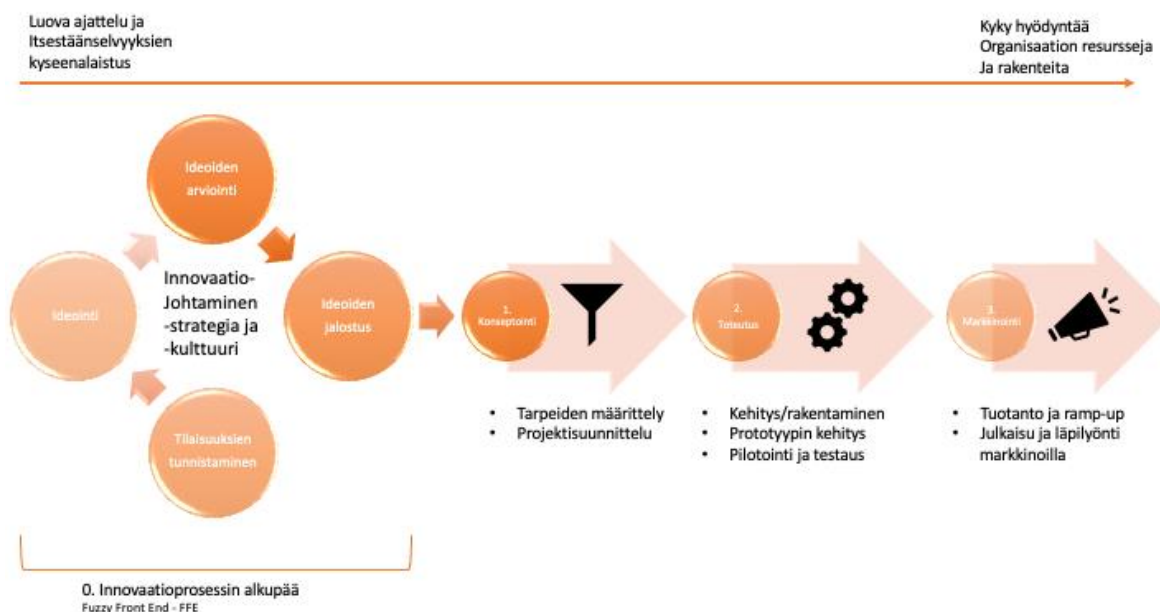 Luova ajattelu ja
Itsestäänselvyyksien
kyseenalaistus
Kyky hyödyntää
Organisaation resursseja
Ja rakenteita
Ideoiden
arviointi
Ideointi
Innovaatio-
Johtaminen
-strategia ja
-kulttuuri
Ideoiden
jalostus
Tilaisuuksien
tunnistaminen
1.
Konseptointi
2.
Toteutus
3.
Markkinointi
• Tarpeiden määrittely
• Projektisuunnittelu
• Kehitys/rakentaminen
• Prototyypin kehitys
• Pilotointi ja testaus
• Tuotanto ja ramp-up
• Julkaisu ja läpilyönti
markkinoilla
0. Innovaatioprosessin alkupää
Fuzzy Front End - FFE